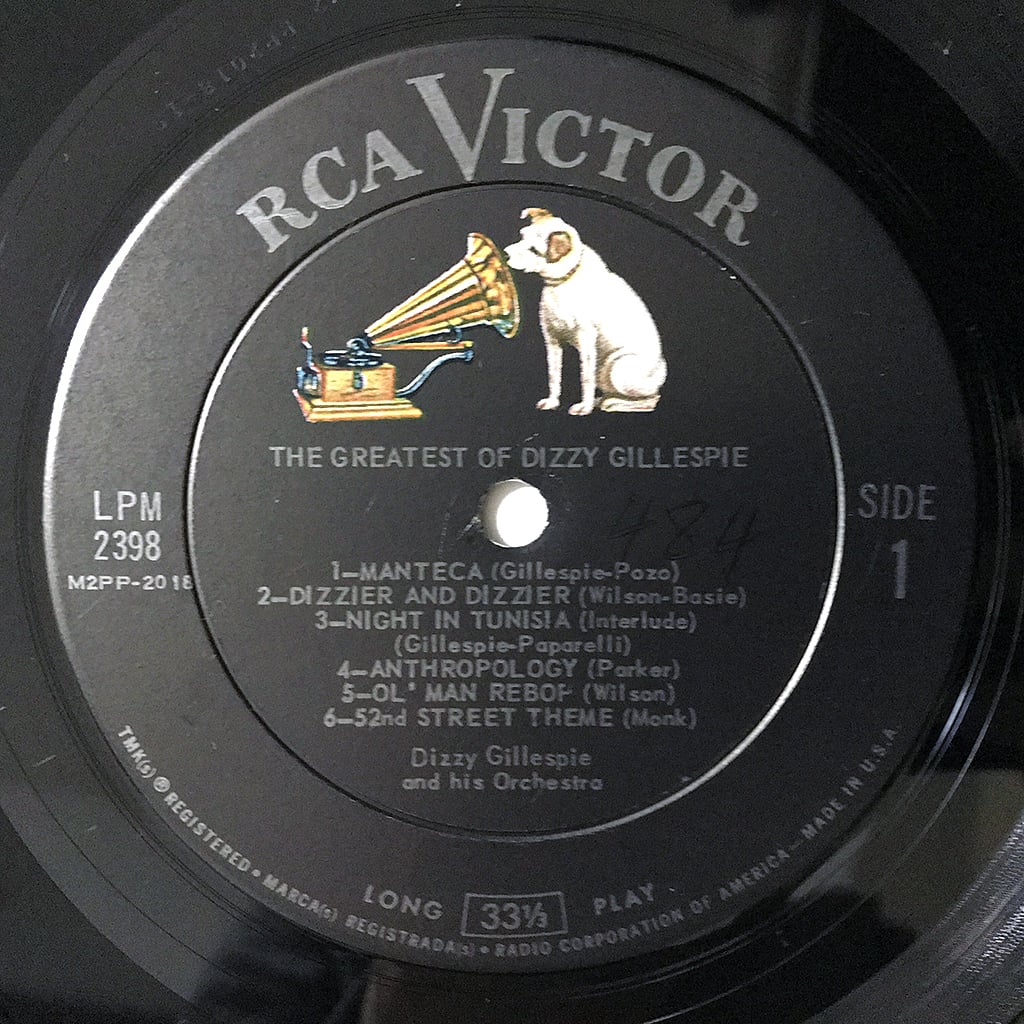 RCA VICTOR
THE GREATEST OF DIZZY GILLESPIE
LPM
2398
M2PP-2018
SIDE
1
484
1—MANTECA (Gillespie-Pozo)
2—DIZZIER AND DIZZIER (Wilson-Basie)
3—NIGHT IN TUNISIA (Interlude)
(Gillespie-Paparelli)
4—ANTHROPOLOGY (Parker)
5—OL' MAN REBOP (Wilson)
6—52nd STREET THEME (Monk)
Dizzy Gillespie
and his Orchestra
LONG 33⅓ PLAY
TMK(s) ® REGISTERED • MARCA(s) REGISTRADA(s) • RADIO CORPORATION OF AMERICA — MADE IN U.S.A.